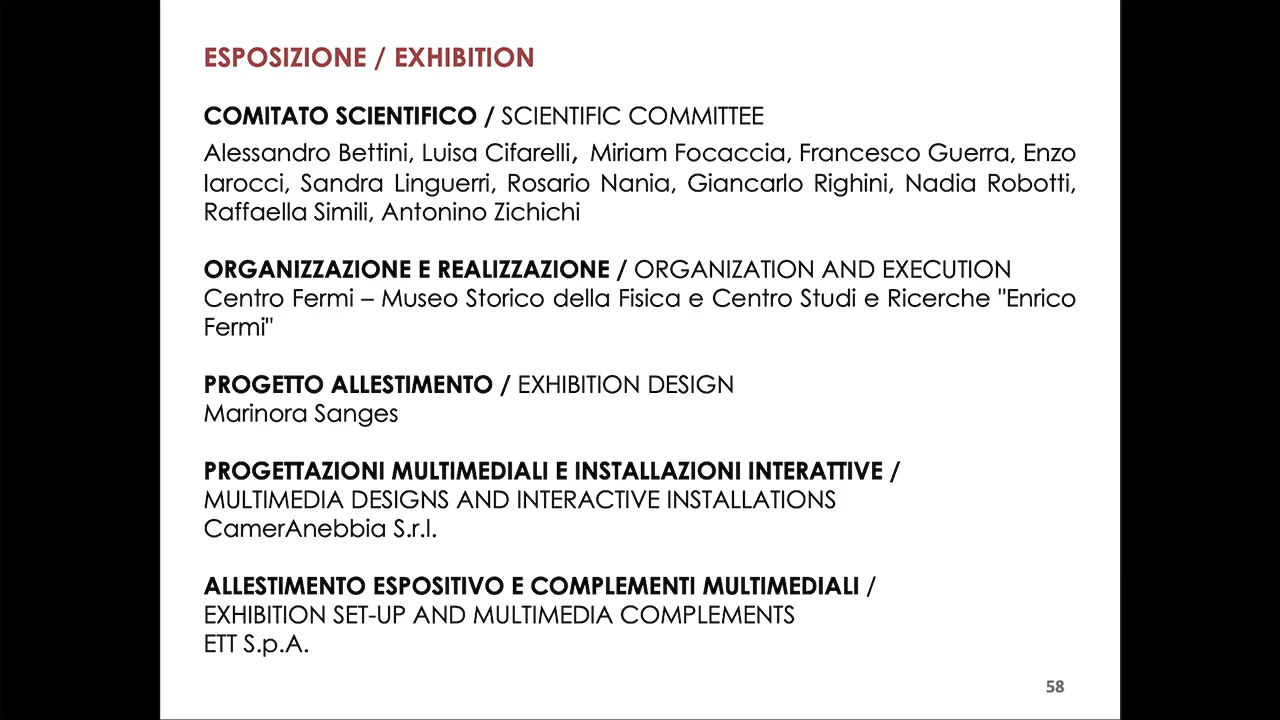 ESPOSIZIONE / EXHIBITION
COMITATO SCIENTIFICO / SCIENTIFIC COMMITTEE
Alessandro Bettini, Luisa Cifarelli, Miriam Focaccia, Francesco Guerra, Enzo
Iarocci, Sandra Linguerri, Rosario Nania, Giancarlo Righini, Nadia Robotti,
Raffaella Simili, Antonino Zichichi
ORGANIZZAZIONE E REALIZZAZIONE / ORGANIZATION AND EXECUTION
Centro Fermi – Museo Storico della Fisica e Centro Studi e Ricerche "Enrico
Fermi"
PROGETTO ALLESTIMENTO / EXHIBITION DESIGN
Marinora Sanges
PROGETTAZIONI MULTIMEDIALI E INSTALLAZIONI INTERATTIVE /
MULTIMEDIA DESIGNS AND INTERACTIVE INSTALLATIONS
CamerAnebbia S.r.l.
ALLESTIMENTO ESPOSITIVO E COMPLEMENTI MULTIMEDIALI /
EXHIBITION SET-UP AND MULTIMEDIA COMPLEMENTS
ETT S.p.A.
58